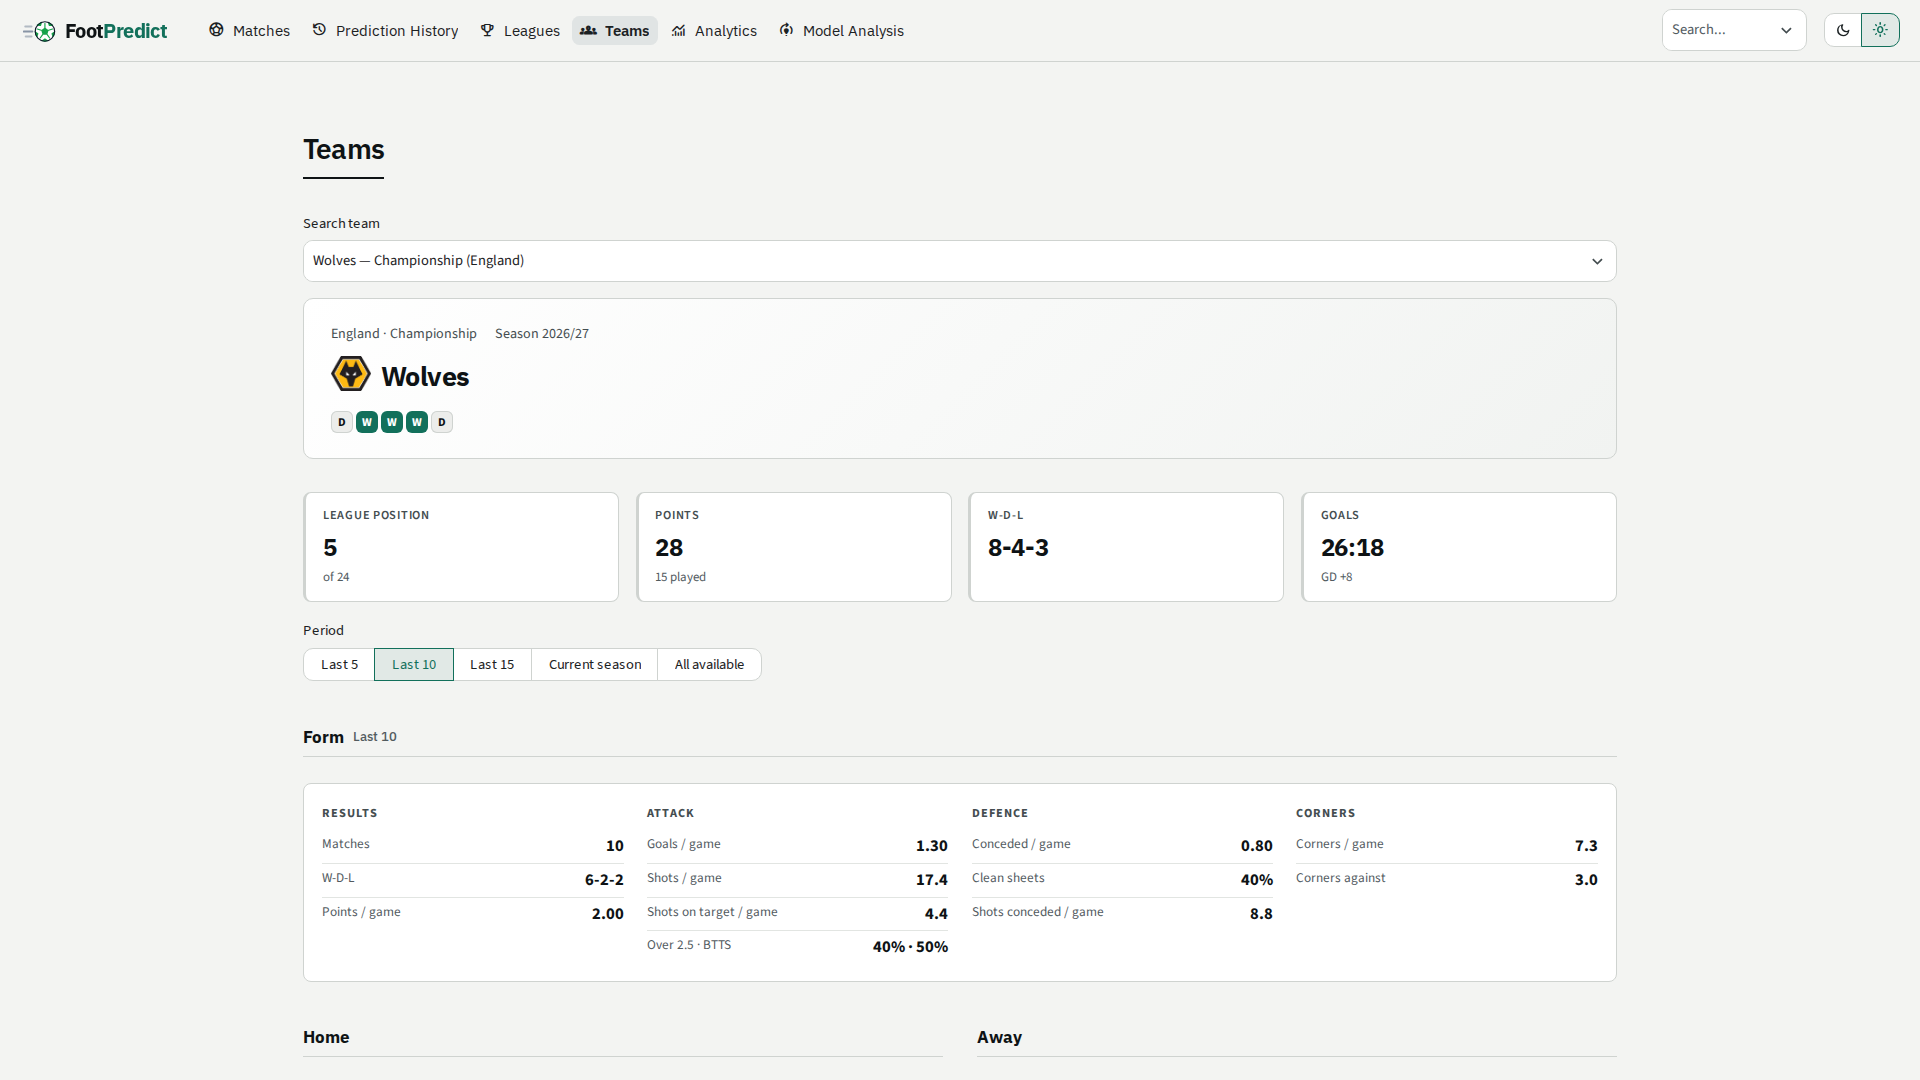 FootPredict
Matches
Prediction History
Leagues
Teams
Analytics
Model Analysis
Search...
Teams
Search team
Wolves — Championship (England)
England · Championship Season 2026/27
Wolves
D W W W D
LEAGUE POSITION
5
of 24
POINTS
28
15 played
W-D-L
8-4-3
GOALS
26:18
GD +8
Period
Last 5
Last 10
Last 15
Current season
All available
Form Last 10
RESULTS
Matches 10
W-D-L 6-2-2
Points / game 2.00
ATTACK
Goals / game 1.30
Shots / game 17.4
Shots on target / game 4.4
Over 2.5 · BTTS 40% · 50%
DEFENCE
Conceded / game 0.80
Clean sheets 40%
Shots conceded / game 8.8
CORNERS
Corners / game 7.3
Corners against 3.0
Home
Away